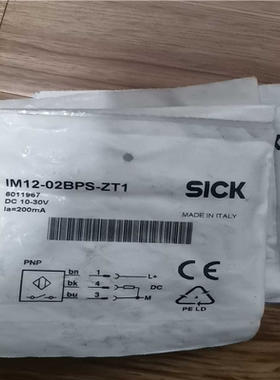 IM12-02BPS-ZT1
6011967
DC 10-30V
Ia=200mA
SICK
MADE IN ITALY
PNP
bn 1 L+
bk 4 DC
bu 3 M
CE
PE LD